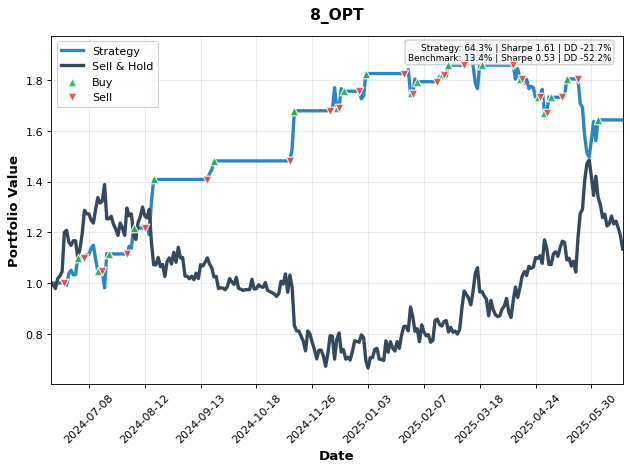 8_OPT
Strategy: 64.3% | Sharpe 1.61 | DD -21.7%
Benchmark: 13.4% | Sharpe 0.53 | DD -52.2%
Strategy
Sell & Hold
Buy
Sell
Portfolio Value
1.8
1.6
1.4
1.2
1.0
0.8
2024-07-08
2024-08-12
2024-09-13
2024-10-18
2024-11-26
2025-01-03
2025-02-07
2025-03-18
2025-04-24
2025-05-30
Date